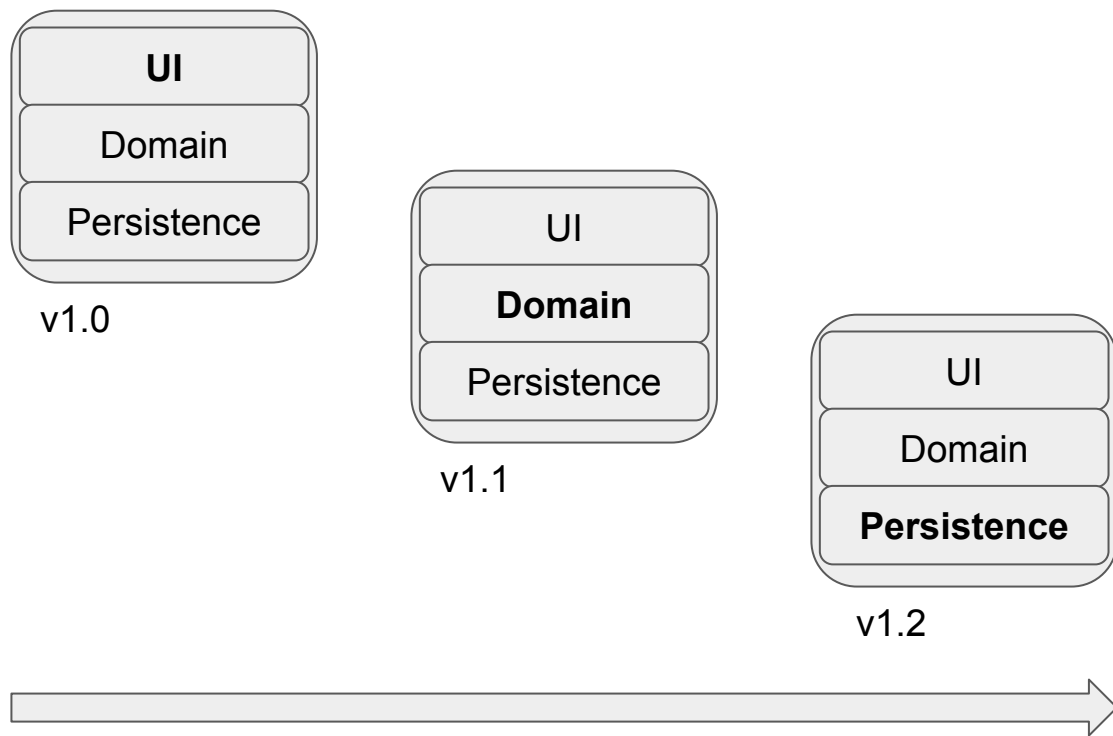 UI
Domain
Persistence
v1.0
UI
Domain
Persistence
v1.1
UI
Domain
Persistence
v1.2